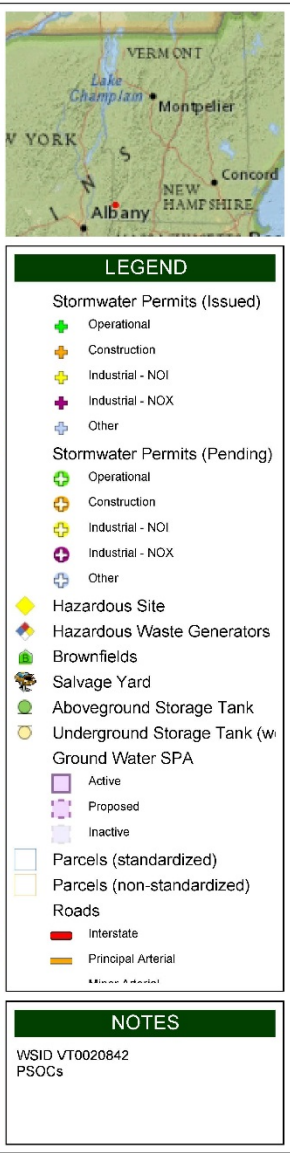 VERMONT
Lake
Champlain
Montpelier
W YORK
S
Concord
NEW
HAMPSHIRE
N
I
Albany
LEGEND
Stormwater Permits (Issued)
Operational
Construction
Industrial - NOI
Industrial - NOX
Other
Stormwater Permits (Pending)
Operational
Construction
Industrial - NOI
Industrial - NOX
Other
Hazardous Site
Hazardous Waste Generators
B
Brownfields
Salvage Yard
Aboveground Storage Tank
Underground Storage Tank (w
Ground Water SPA
Active
Proposed
Inactive
Parcels (standardized)
Parcels (non-standardized)
Roads
Interstate
Principal Arterial
NOTES
WSID VT0020842
PSOCs